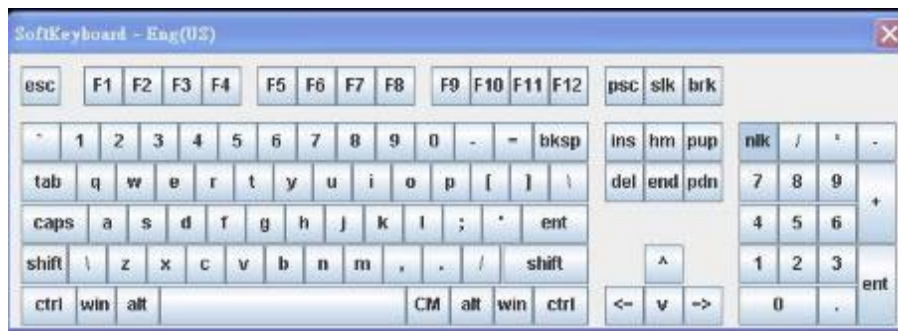 SoftKeyboard - Eng(US)
esc F1 F2 F3 F4 F5 F6 F7 F8 F9 F10 F11 F12 psc slk brk
` 1 2 3 4 5 6 7 8 9 0 - = bksp ins hm pup nlk / * -
tab q w e r t y u i o p [ ] \ del end pdn 7 8 9 +
caps a s d f g h j k l ; ' ent 4 5 6
shift \ z x c v b n m , . / shift ^ 1 2 3 ent
ctrl win alt CM alt win ctrl <- v -> 0 .